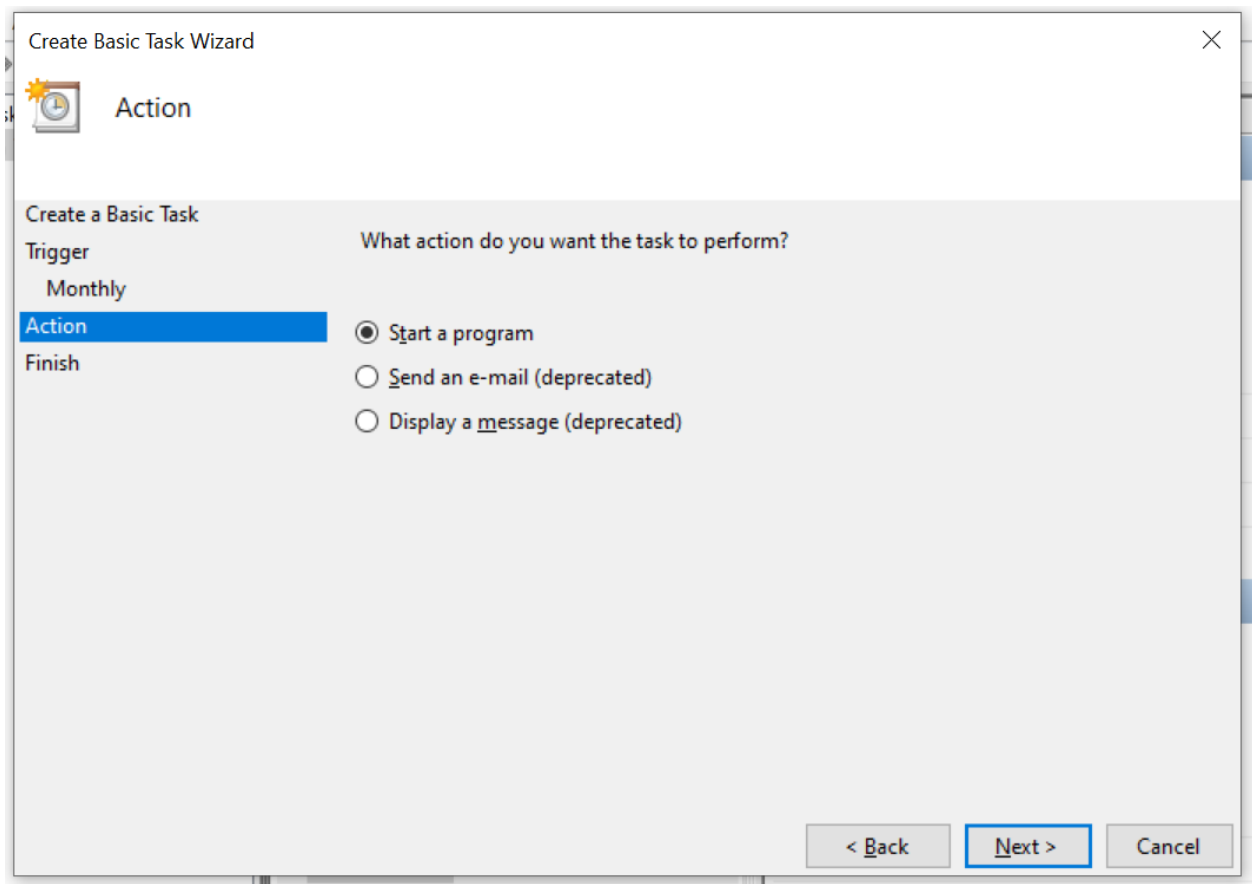 Create Basic Task Wizard
Action
Create a Basic Task
Trigger
Monthly
Action
Finish
What action do you want the task to perform?
Start a program
Send an e-mail (deprecated)
Display a message (deprecated)
< Back
Next >
Cancel